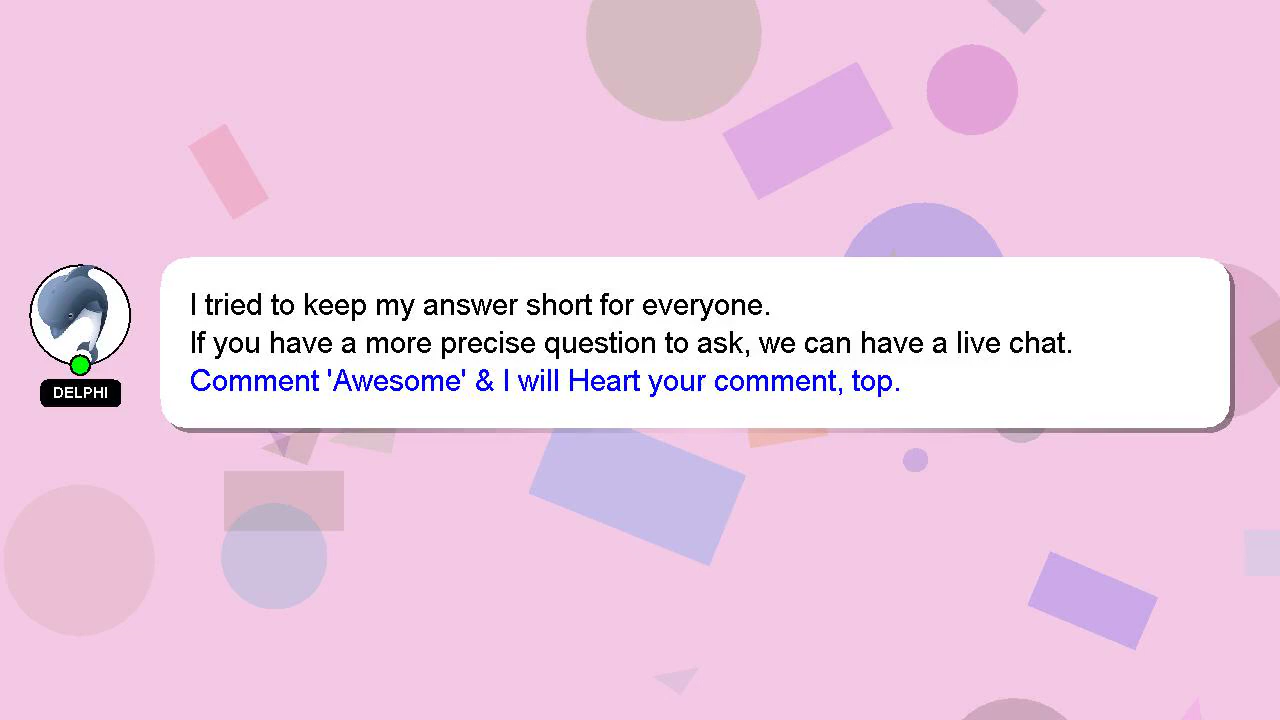 I tried to keep my answer short for everyone.
If you have a more precise question to ask, we can have a live chat.
Comment 'Awesome' & I will Heart your comment, top.
DELPHI